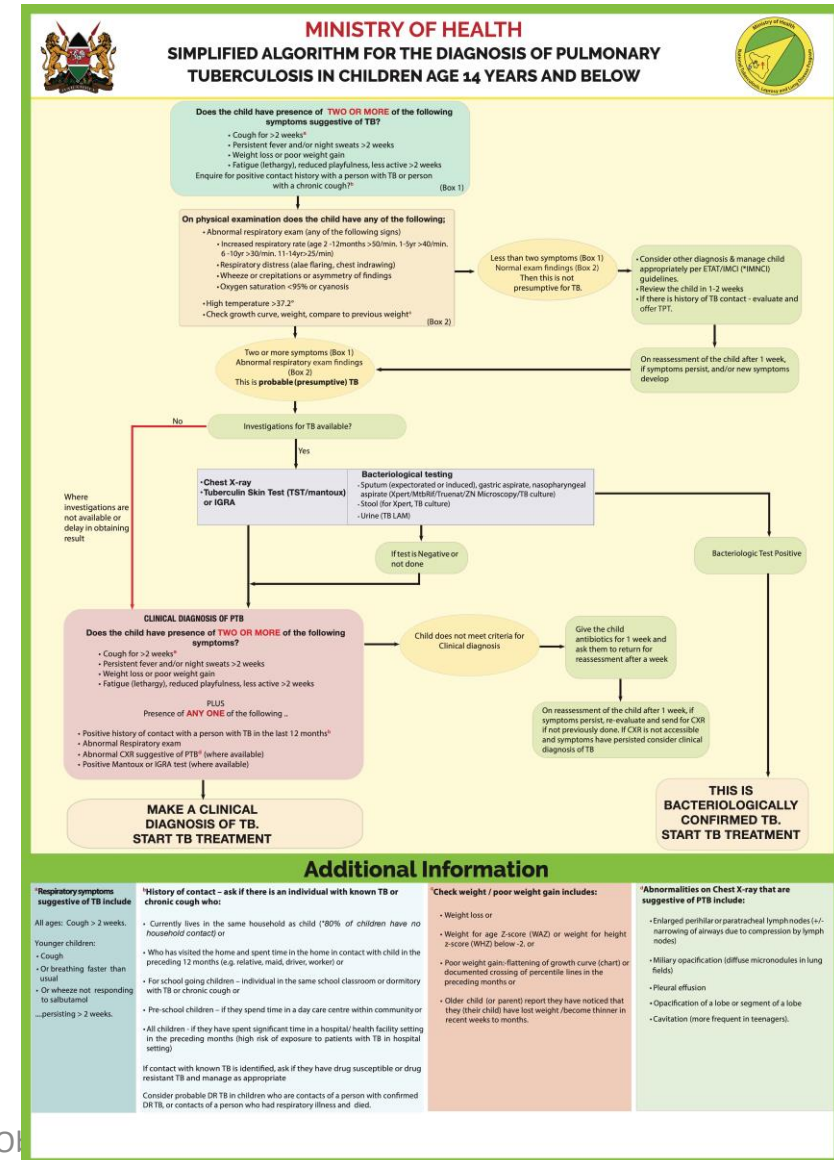 MINISTRY OF HEALTH
SIMPLIFIED ALGORITHM FOR THE DIAGNOSIS OF PULMONARY
TUBERCULOSIS IN CHILDREN AGE 14 YEARS AND BELOW
Does the child have presence of TWO OR MORE of the following
symptoms suggestive of TB?
• Cough for >2 weeksa
• Persistent fever and/or night sweats >2 weeks
• Weight loss or poor weight gain
• Fatigue (lethargy), reduced playfulness, less active >2 weeks
Enquire for positive contact history with a person with TB or person
with a chronic cough?b
(Box 1)
On physical examination does the child have any of the following;
• Abnormal respiratory exam (any of the following signs)
• Increased respiratory rate (age 2 -12months >50/min. 1-5yr >40/min.
6 -10yr >30/min. 11-14yr>25/min)
• Respiratory distress (alae flaring, chest indrawing)
• Wheeze or crepitations or asymmetry of findings
• Oxygen saturation <95% or cyanosis
• High temperature >37.2°
• Check growth curve, weight, compare to previous weightc
(Box 2)
Less than two symptoms (Box 1)
Normal exam findings (Box 2)
Then this is not
presumptive for TB.
• Consider other diagnosis & manage child
appropriately per ETAT/IMCI (*IMNCI)
guidelines.
• Review the child in 1-2 weeks
• If there is history of TB contact - evaluate and
offer TPT.
On reassessment of the child after 1 week,
if symptoms persist, and/or new symptoms
develop
Two or more symptoms (Box 1)
Abnormal respiratory exam findings
(Box 2)
This is probable (presumptive) TB
Investigations for TB available?
No
Yes
Where
investigations are
not available or
delay in obtaining
result
• Chest X-ray
• Tuberculin Skin Test (TST/mantoux)
or IGRA
Bacteriological testing
- Sputum (expectorated or induced), gastric aspirate, nasopharyngeal
aspirate (Xpert/MtbRif/Truenat/ZN Microscopy/TB culture)
- Stool (for Xpert, TB culture)
- Urine (TB LAM)
If test is Negative or
not done
Bacteriologic Test Positive
CLINICAL DIAGNOSIS OF PTB
Does the child have presence of TWO OR MORE of the following
symptoms?
• Cough for >2 weeksa
• Persistent fever and/or night sweats >2 weeks
• Weight loss or poor weight gain
• Fatigue (lethargy), reduced playfulness, less active >2 weeks
PLUS
Presence of ANY ONE of the following ..
• Positive history of contact with a person with TB in the last 12 monthsb
• Abnormal Respiratory exam
• Abnormal CXR suggestive of PTBd (where available)
• Positive Mantoux or IGRA test (where available)
Child does not meet criteria for
Clinical diagnosis
Give the child
antibiotics for 1 week and
ask them to return for
reassessment after a week
On reassessment of the child after 1 week, if
symptoms persist, re-evaluate and send for CXR
if not previously done. If CXR is not accessible
and symptoms have persisted consider clinical
diagnosis of TB
MAKE A CLINICAL
DIAGNOSIS OF TB.
START TB TREATMENT
THIS IS
BACTERIOLOGICALLY
CONFIRMED TB.
START TB TREATMENT
Additional Information
aRespiratory symptoms
suggestive of TB include
All ages: Cough > 2 weeks.
Younger children:
• Cough
• Or breathing faster than
usual
• Or wheeze not responding
to salbutamol
....persisting > 2 weeks.
bHistory of contact – ask if there is an individual with known TB or
chronic cough who:
• Currently lives in the same household as child (*80% of children have no
household contact) or
• Who has visited the home and spent time in the home in contact with child in the
preceding 12 months (e.g. relative, maid, driver, worker) or
• For school going children – individual in the same school classroom or dormitory
with TB or chronic cough or
• Pre-school children – if they spend time in a day care centre within community or
• All children - if they have spent significant time in a hospital/ health facility setting
in the preceding months (high risk of exposure to patients with TB in hospital
setting)
If contact with known TB is identified, ask if they have drug susceptible or drug
resistant TB and manage as appropriate
Consider probable DR TB in children who are contacts of a person with confirmed
DR TB, or contacts of a person who had respiratory illness and died.
cCheck weight / poor weight gain includes:
• Weight loss or
• Weight for age Z-score (WAZ) or weight for height
z-score (WHZ) below -2. or
• Poor weight gain:-flattening of growth curve (chart) or
documented crossing of percentile lines in the
preceding months or
• Older child (or parent) report they have noticed that
they (their child) have lost weight /become thinner in
recent weeks to months.
dAbnormalities on Chest X-ray that are
suggestive of PTB include:
• Enlarged perihilar or paratracheal lymph nodes (+/-
narrowing of airways due to compression by lymph
nodes)
• Miliary opacification (diffuse micronodules in lung
fields)
• Pleural effusion
• Opacification of a lobe or segment of a lobe
• Cavitation (more frequent in teenagers).